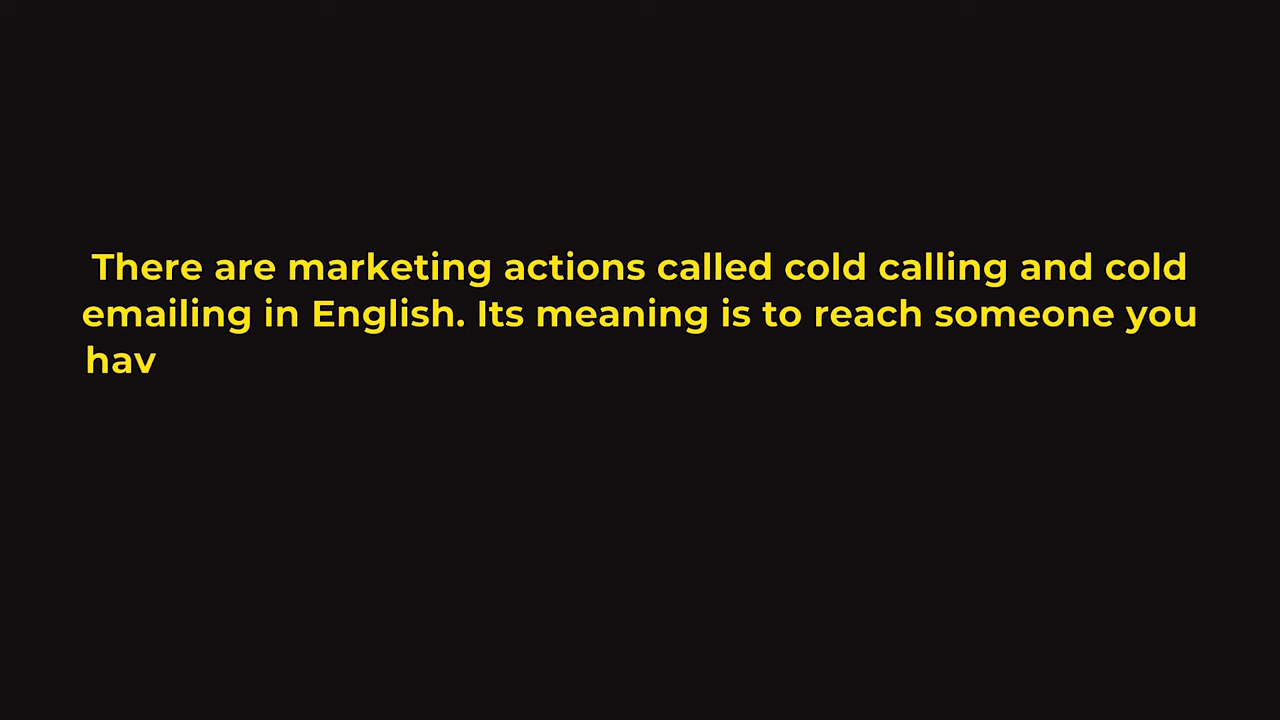 There are marketing actions called cold calling and cold
emailing in English. Its meaning is to reach someone you
hav